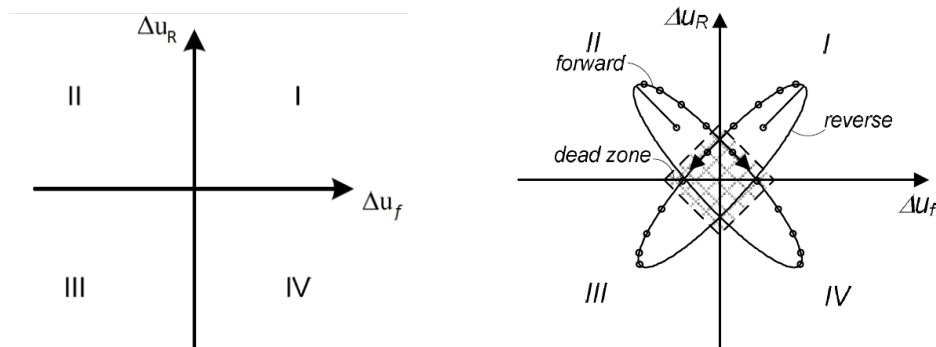 Δu_R
II
I
Δu_f
III
IV
Δu_R
II
I
forward
reverse
dead zone
Δu_f
III
IV